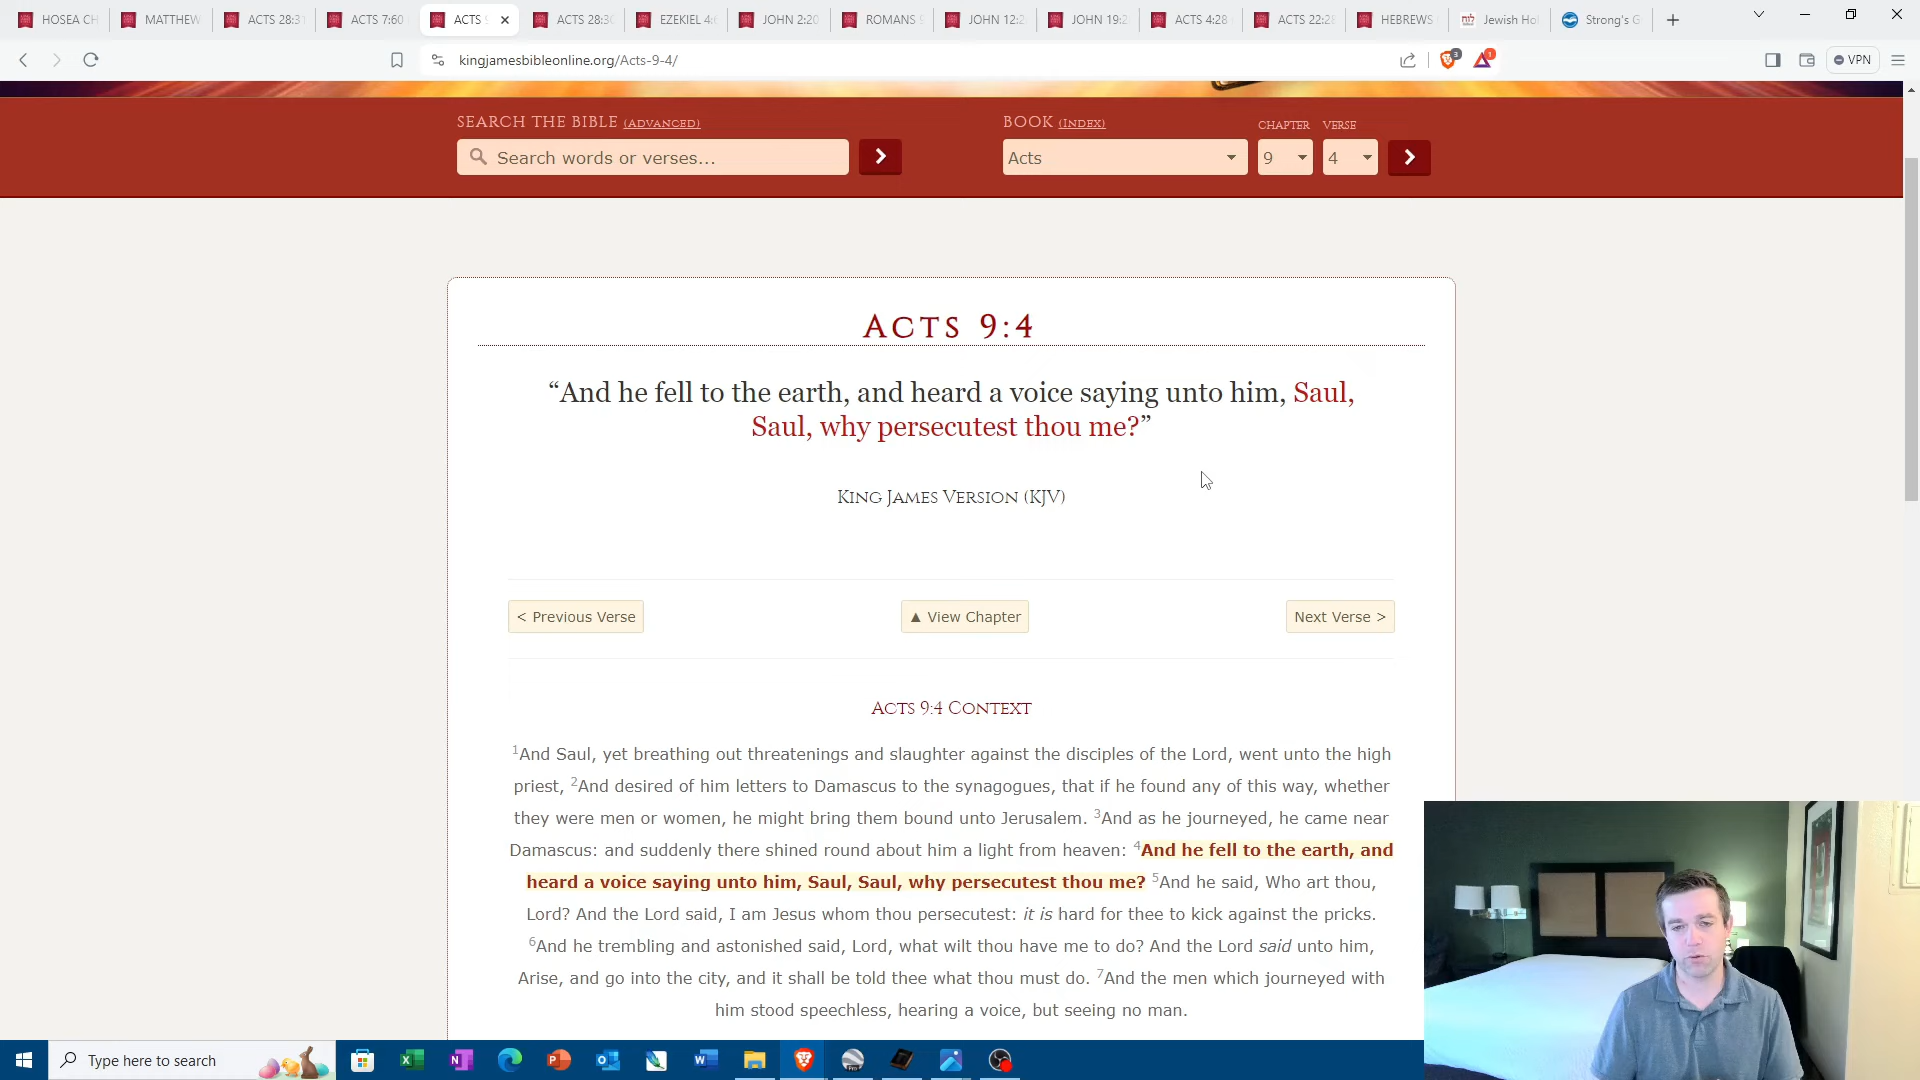 HOSEA CH
MATTHEW
ACTS 28:31
ACTS 7:60
ACTS
ACTS 28:30
EZEKIEL 4:6
JOHN 2:20
ROMANS 9
JOHN 12:2
JOHN 19:2
ACTS 4:28
ACTS 22:28
HEBREWS
Jewish Hol
Strong's G
kingjamesbibleonline.org/Acts-9-4/
3
1
VPN
SEARCH THE BIBLE (ADVANCED)
Search words or verses...
BOOK (INDEX)
CHAPTER
VERSE
Acts
9
4
ACTS 9:4
“And he fell to the earth, and heard a voice saying unto him, Saul,
Saul, why persecutest thou me?”
KING JAMES VERSION (KJV)
< Previous Verse
▲ View Chapter
Next Verse >
ACTS 9:4 CONTEXT
1And Saul, yet breathing out threatenings and slaughter against the disciples of the Lord, went unto the high
priest, 2And desired of him letters to Damascus to the synagogues, that if he found any of this way, whether
they were men or women, he might bring them bound unto Jerusalem. 3And as he journeyed, he came near
Damascus: and suddenly there shined round about him a light from heaven: 4And he fell to the earth, and
heard a voice saying unto him, Saul, Saul, why persecutest thou me? 5And he said, Who art thou,
Lord? And the Lord said, I am Jesus whom thou persecutest: it is hard for thee to kick against the pricks.
6And he trembling and astonished said, Lord, what wilt thou have me to do? And the Lord said unto him,
Arise, and go into the city, and it shall be told thee what thou must do. 7And the men which journeyed with
him stood speechless, hearing a voice, but seeing no man.
Type here to search